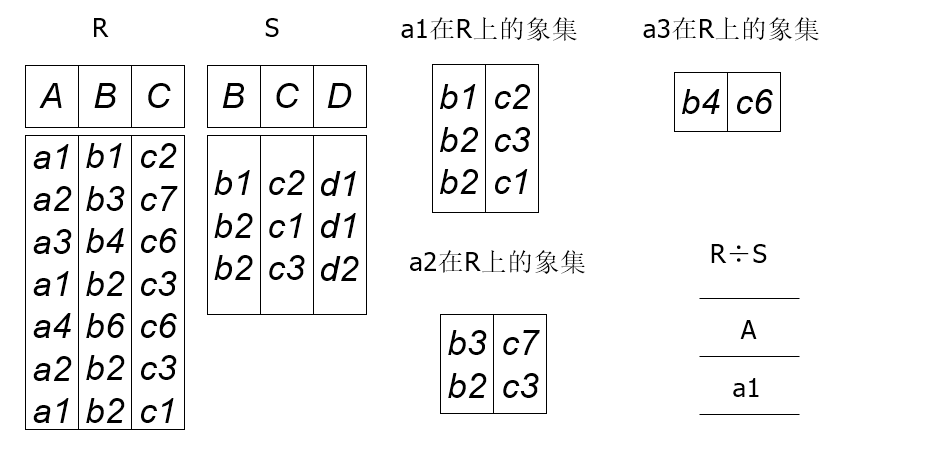 R
A B C
a1 b1 c2
a2 b3 c7
a3 b4 c6
a1 b2 c3
a4 b6 c6
a2 b2 c3
a1 b2 c1
S
B C D
b1 c2 d1
b2 c1 d1
b2 c3 d2
a1在R上的象集
b1 c2
b2 c3
b2 c1
a2在R上的象集
b3 c7
b2 c3
a3在R上的象集
b4 c6
R÷S
A
a1